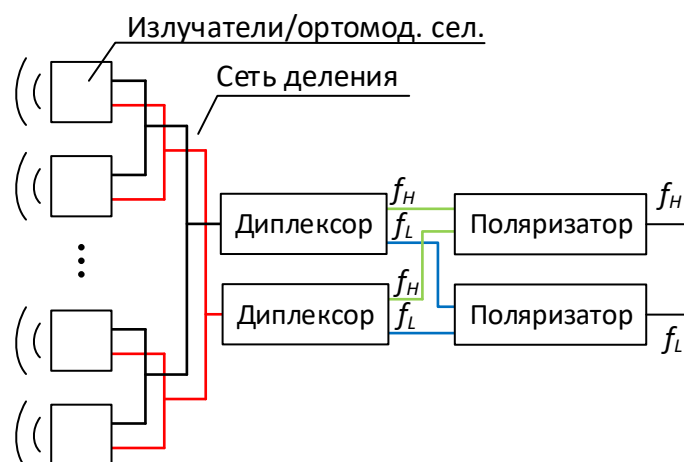 Излучатели/ортомод. сел.
Сеть деления
f_H
f_H
Диплексор
f_L
Поляризатор
f_H
Диплексор
f_L
Поляризатор
f_L